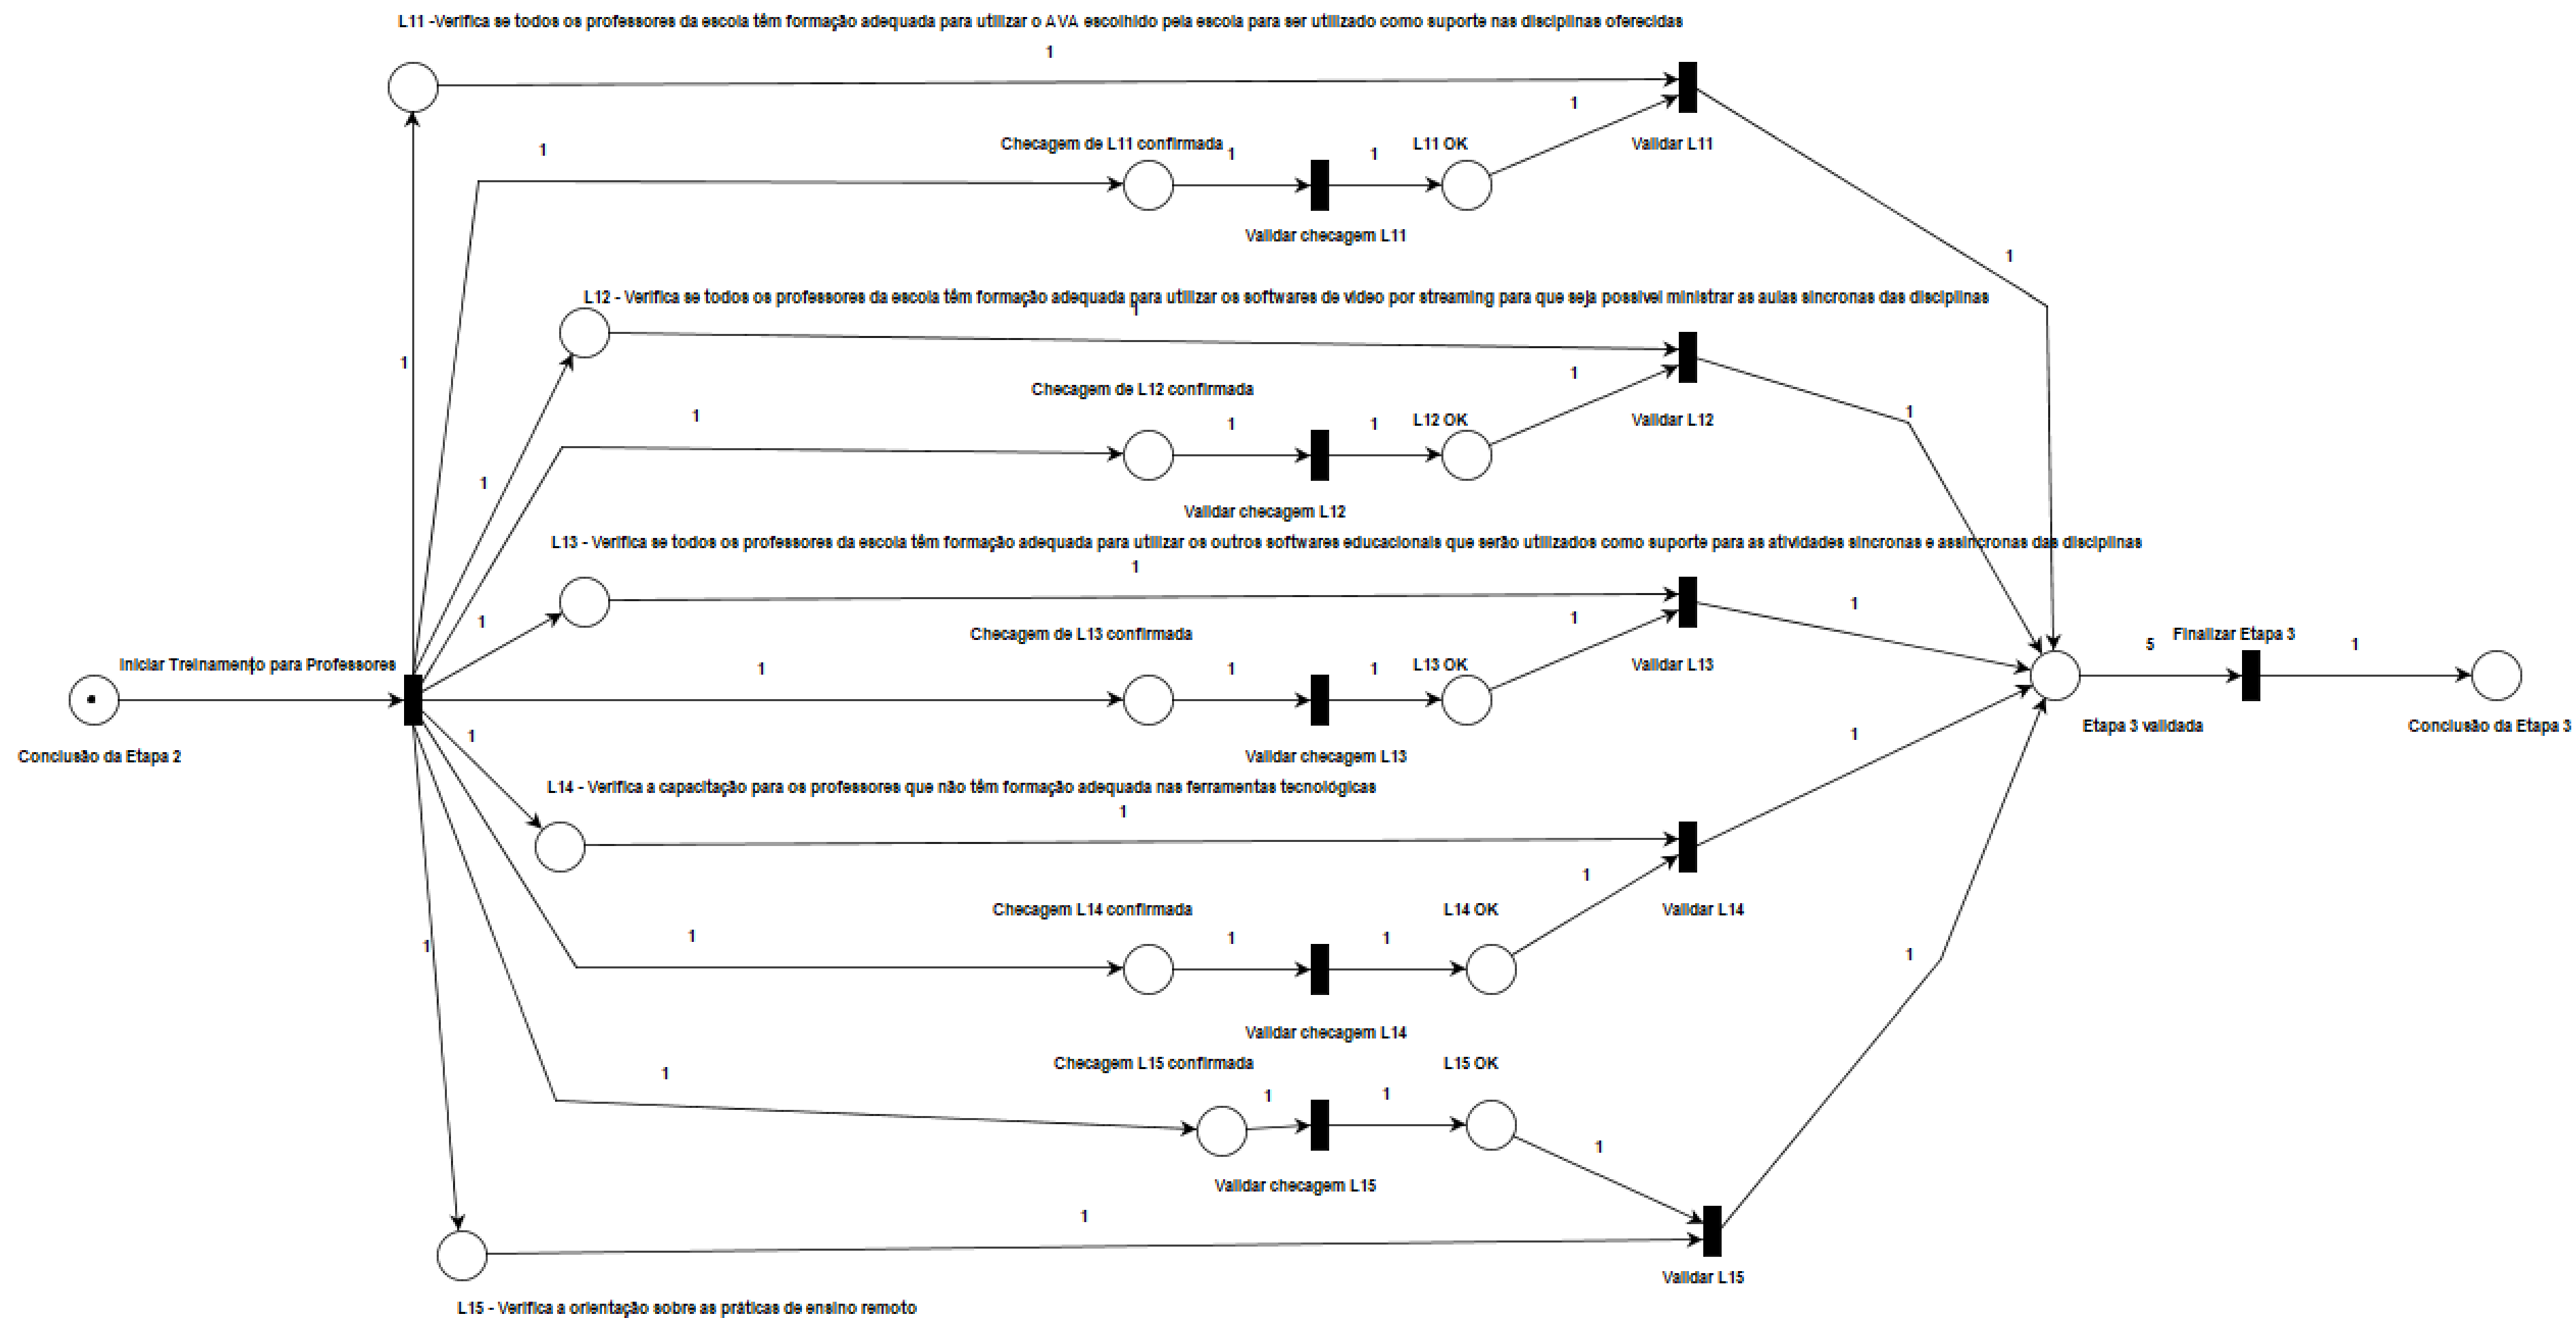 L11 -Verifica se todos os professores da escola têm formação adequada para utilizar o AVA escolhido pela escola para ser utilizado como suporte nas disciplinas oferecidas
1
1
1
Checagem de L11 confirmada
1
1
L11 OK
Validar L11
Validar checagem L11
1
L12 - Verifica se todos os professores da escola têm formação adequada para utilizar os softwares de video por streaming para que seja possivel ministrar as aulas sincronas das disciplinas
1
1
1
Checagem de L12 confirmada
1
1
1
1
L12 OK
Validar L12
1
Validar checagem L12
L13 - Verifica se todos os professores da escola têm formação adequada para utilizar os outros softwares educacionais que serão utilizados como suporte para as atividades sincronas e assincronas das disciplinas
1
1
1
1
Checagem de L13 confirmada
Finalizar Etapa 3
5
1
Iniciar Treinamento para Professores
1
1
1
L13 OK
Validar L13
Etapa 3 validada
Conclusão da Etapa 3
1
1
Conclusão da Etapa 2
Validar checagem L13
L14 - Verifica a capacitação para os professores que não têm formação adequada nas ferramentas tecnológicas
1
1
Checagem L14 confirmada
L14 OK
Validar L14
1
1
1
1
1
Validar checagem L14
Checagem L15 confirmada
L15 OK
1
1
1
1
Validar checagem L15
1
Validar L15
L15 - Verifica a orientação sobre as práticas de ensino remoto